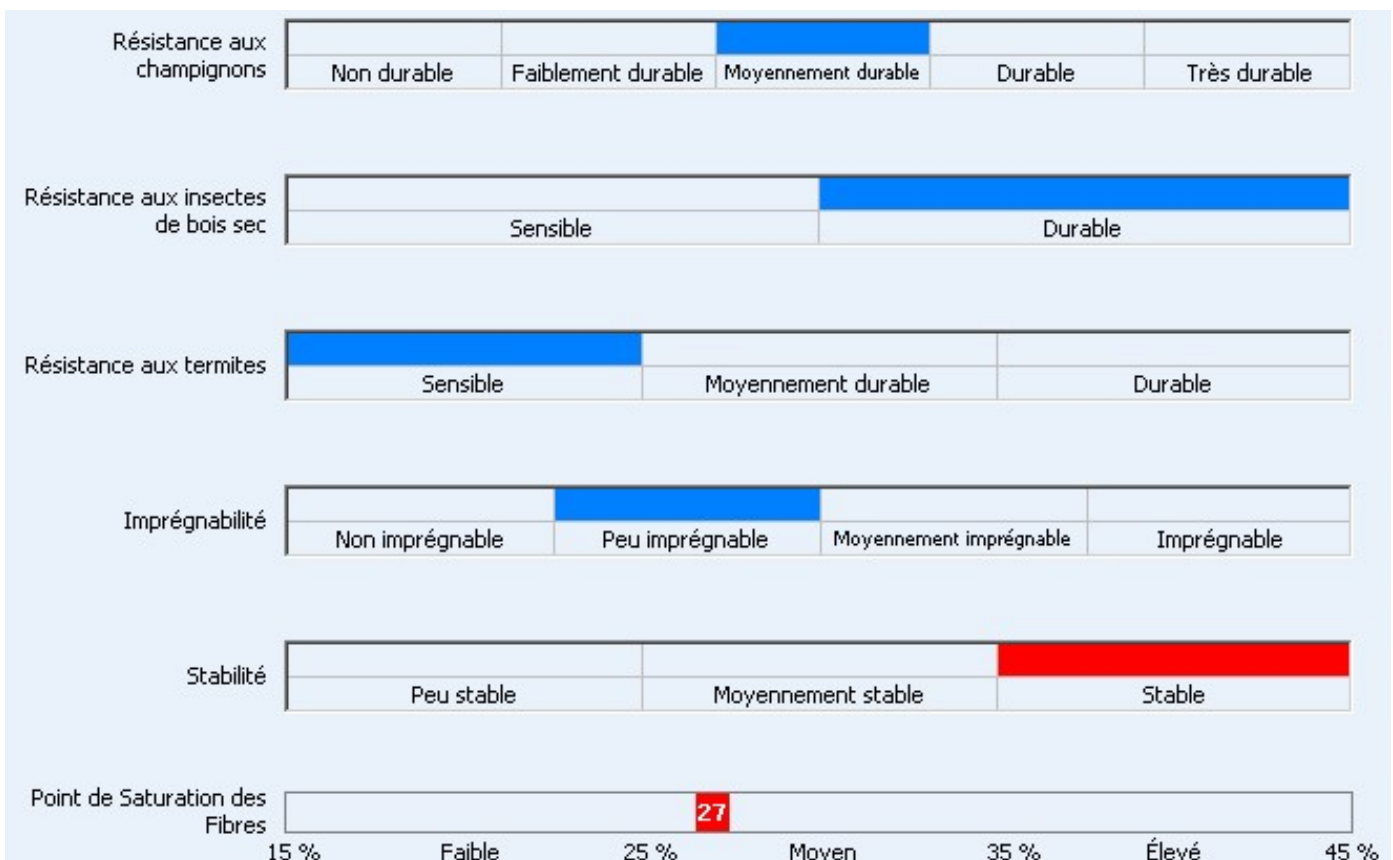 Résistance aux
champignons
Non durable Faiblement durable Moyennement durable Durable Très durable
Résistance aux insectes
de bois sec
Sensible Durable
Résistance aux termites
Sensible Moyennement durable Durable
Imprégnabilité
Non imprégnable Peu imprégnable Moyennement imprégnable Imprégnable
Stabilité
Peu stable Moyennement stable Stable
Point de Saturation des
Fibres
27
15 % Faible 25 % Moyen 35 % Élevé 45 %